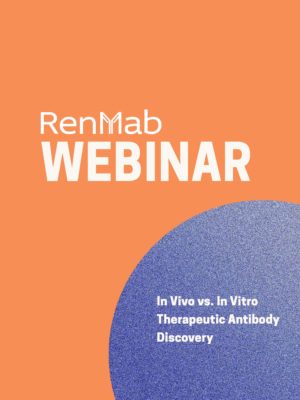 RenMab
WEBINAR
In Vivo vs. In Vitro
Therapeutic Antibody
Discovery